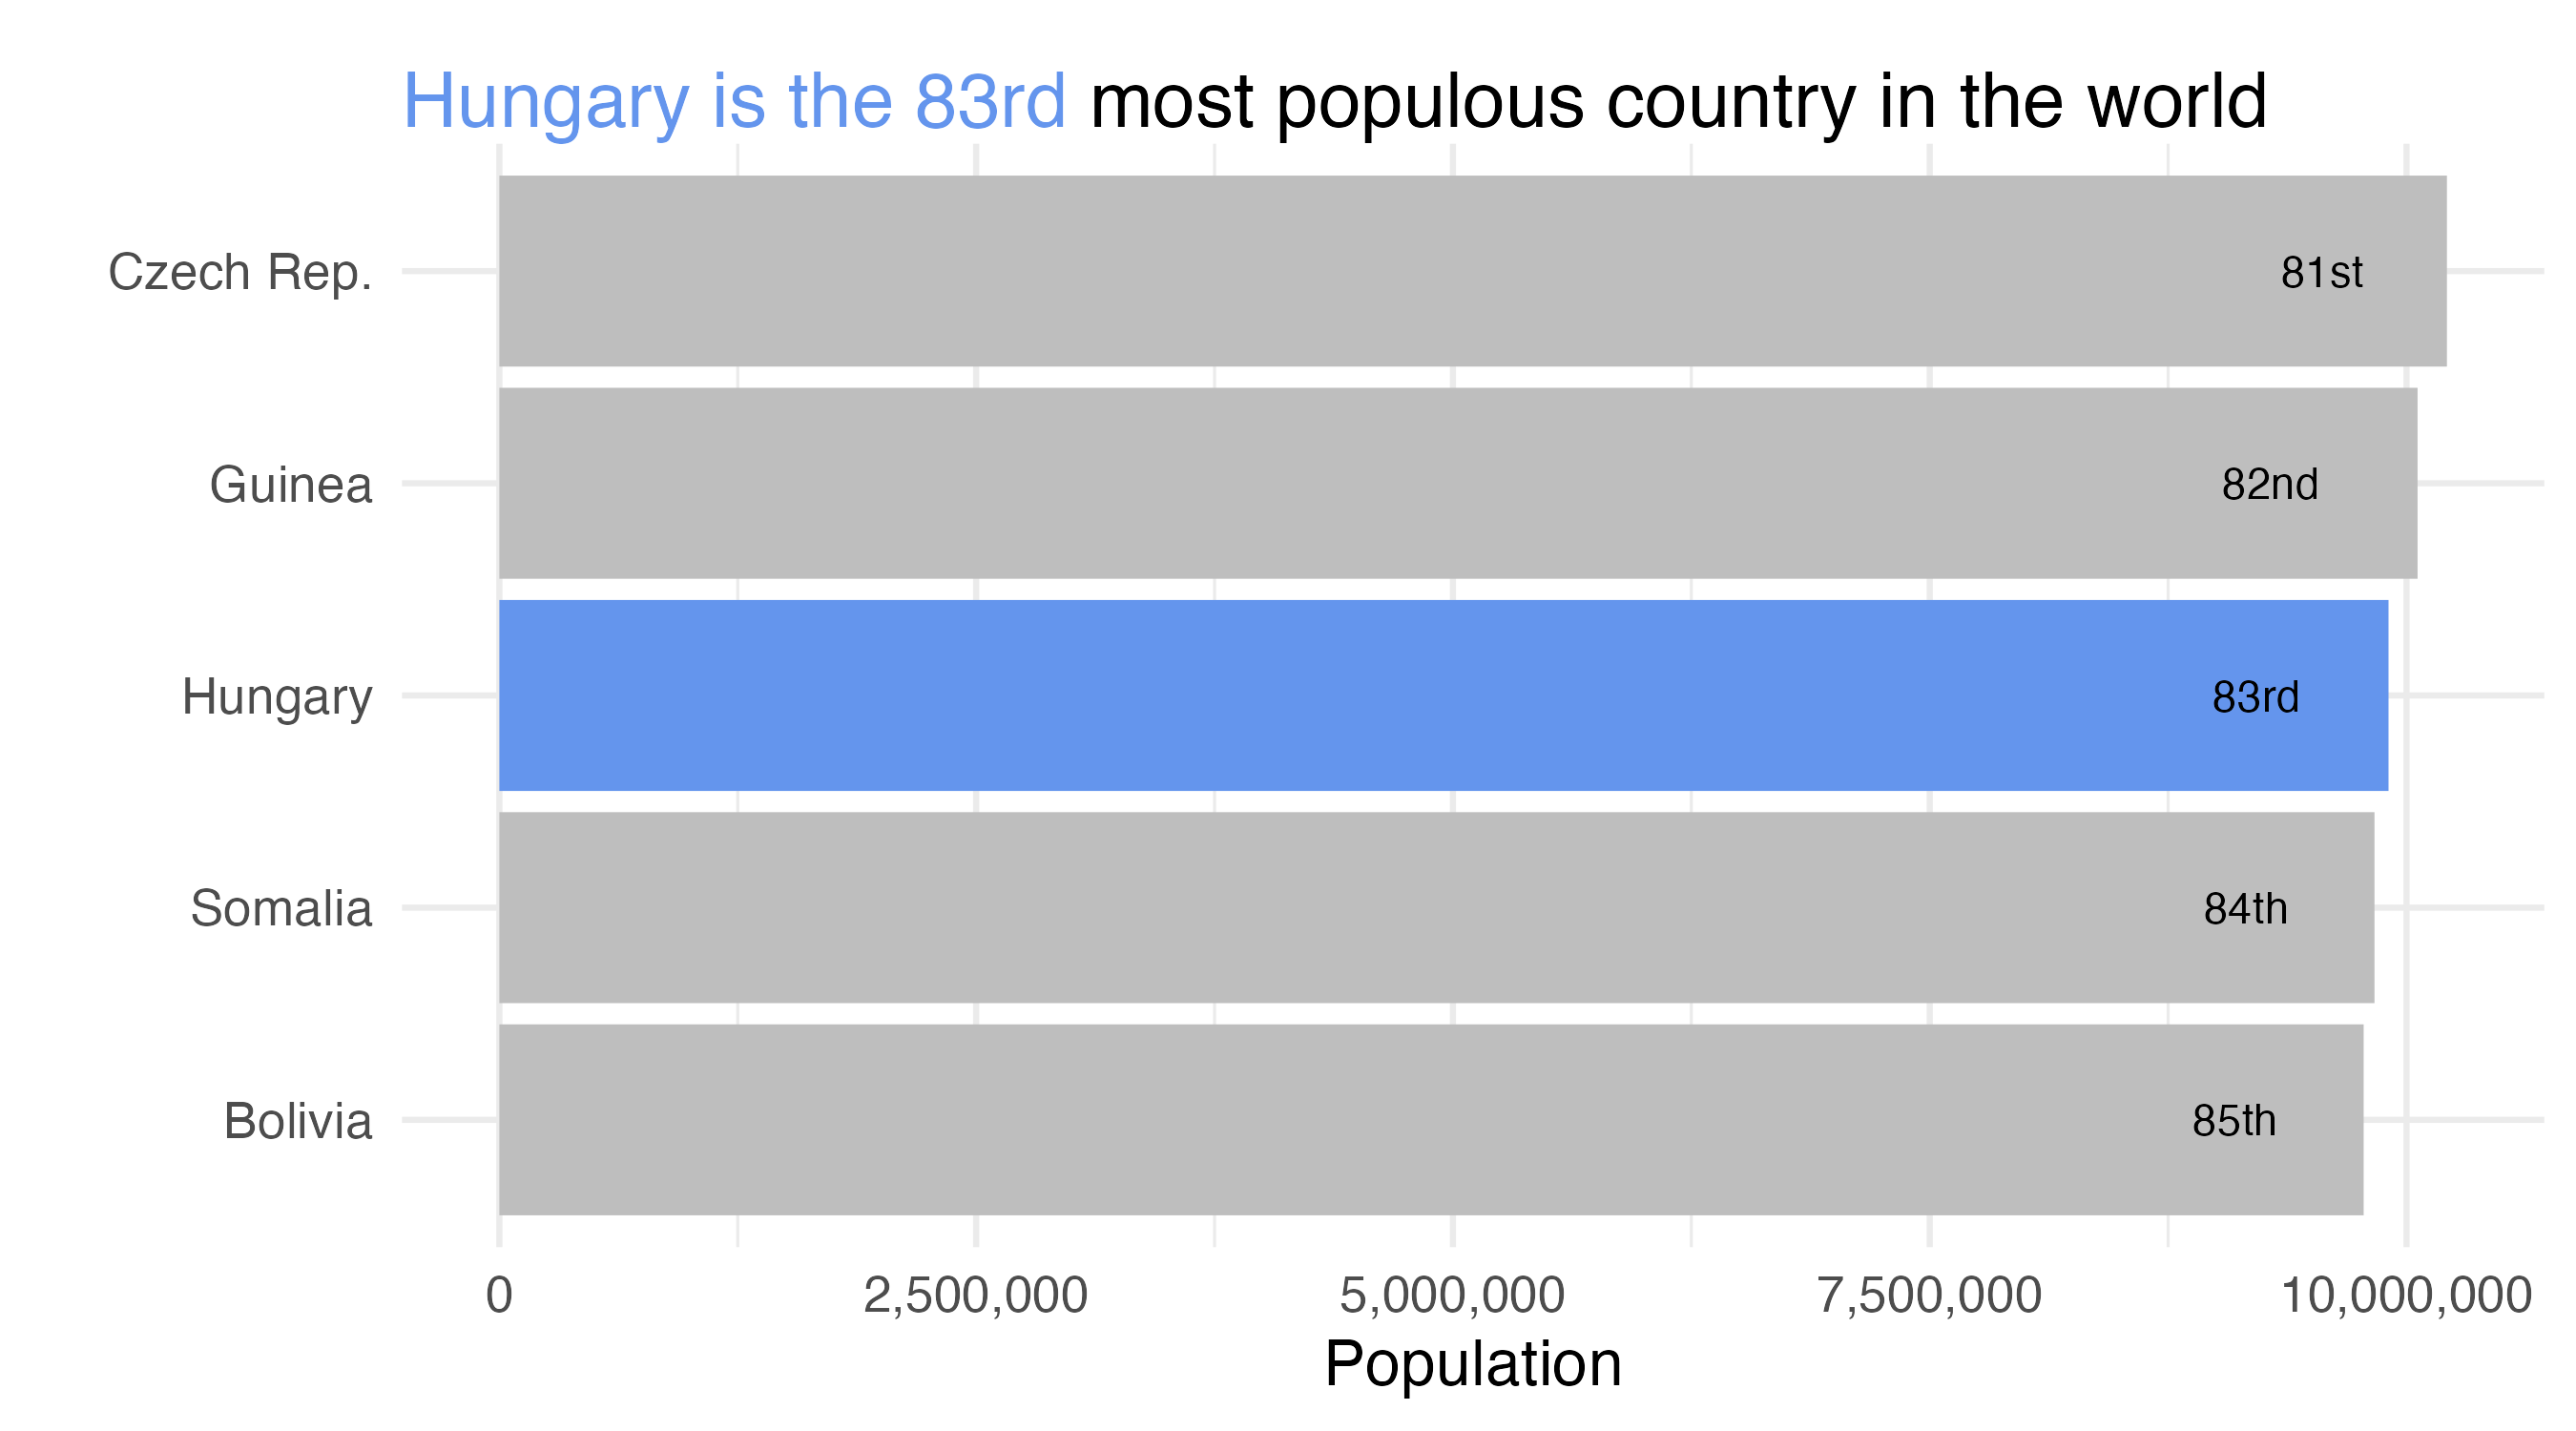 Hungary is the 83rd most populous country in the world
Czech Rep. 81st
Guinea 82nd
Hungary 83rd
Somalia 84th
Bolivia 85th
0 2,500,000 5,000,000 7,500,000 10,000,000
Population